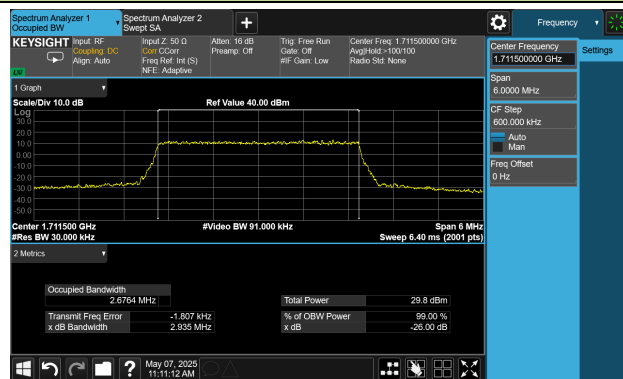 Spectrum Analyzer 1
Occupied BW
Spectrum Analyzer 2
Swept SA
Frequency
KEYSIGHT
Input: RF
Coupling: DC
Align: Auto
Input Z: 50 Ω
Corr CCorr
Freq Ref: Int (S)
NFE: Adaptive
Atten: 16 dB
Preamp: Off
Trig: Free Run
Gate: Off
#IF Gain: Low
Center Freq: 1.711500000 GHz
Avg|Hold:>100/100
Radio Std: None
Center Frequency
1.711500000 GHz
Settings
Span
6.0000 MHz
CF Step
600.000 kHz
Auto
Man
Freq Offset
0 Hz
1 Graph
Scale/Div 10.0 dB
Ref Value 40.00 dBm
Log
30.0
20.0
10.0
0.00
-10.0
-20.0
-30.0
-40.0
-50.0
Center 1.711500 GHz
#Video BW 91.000 kHz
Span 6 MHz
#Res BW 30.000 kHz
Sweep 6.40 ms (2001 pts)
2 Metrics
Occupied Bandwidth
2.6764 MHz
Total Power
29.8 dBm
Transmit Freq Error
-1.807 kHz
% of OBW Power
99.00 %
x dB Bandwidth
2.935 MHz
x dB
-26.00 dB
May 07, 2025
11:11:12 AM